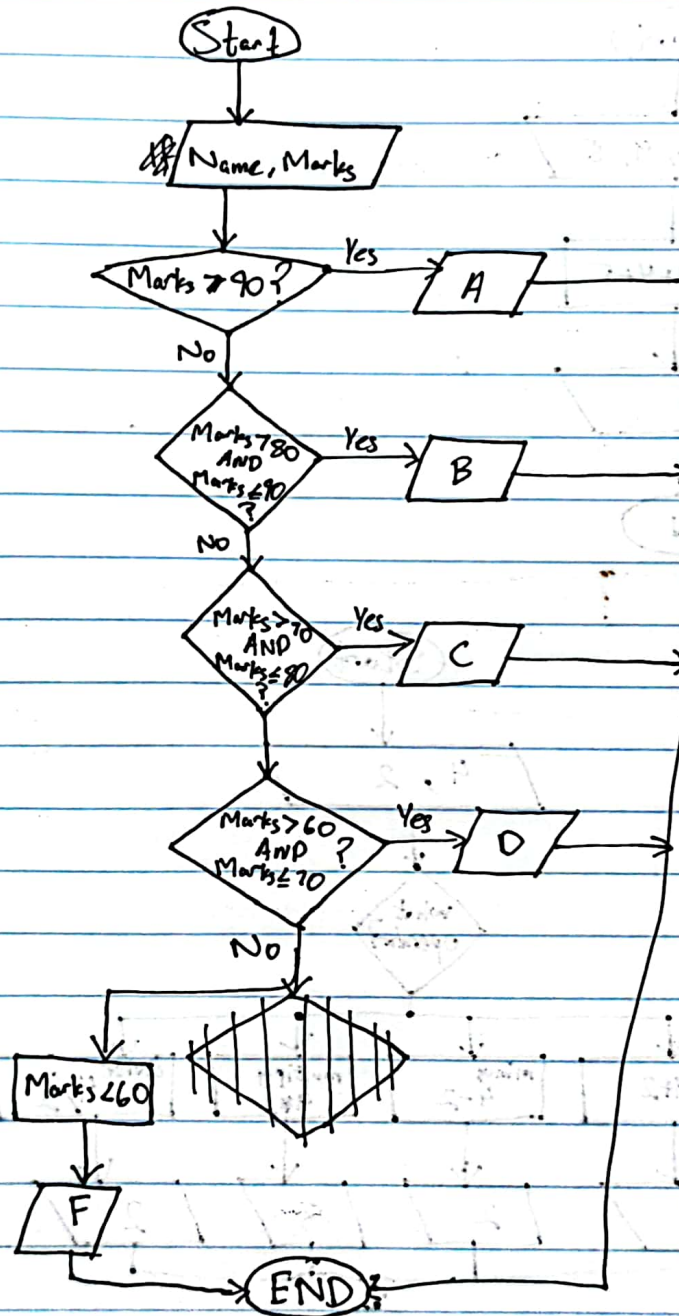 Start
Name, Marks
Marks > 90?
Yes
A
No
Marks > 80
AND
Marks ≤ 90
?
Yes
B
NO
Marks > 70
AND
Marks ≤ 80
?
Yes
C
Marks > 60
AND
Marks ≤ 70
?
Yes
D
No
Marks < 60
F
END